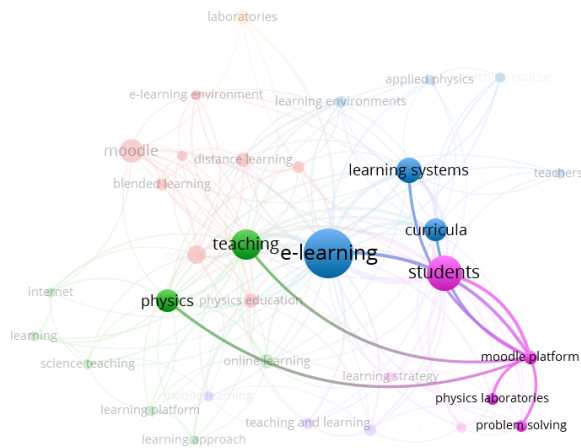 laboratories
applied physics
course
e-learning environment
learning environments
moodle
distance learning
learning systems
teachers
blended learning
curricula
teaching
e-learning
students
internet
physics
physics education
learning
moodle platform
science teaching
online learning
learning strategy
physics laboratories
learning platform
teaching and learning
problem solving
learning approach